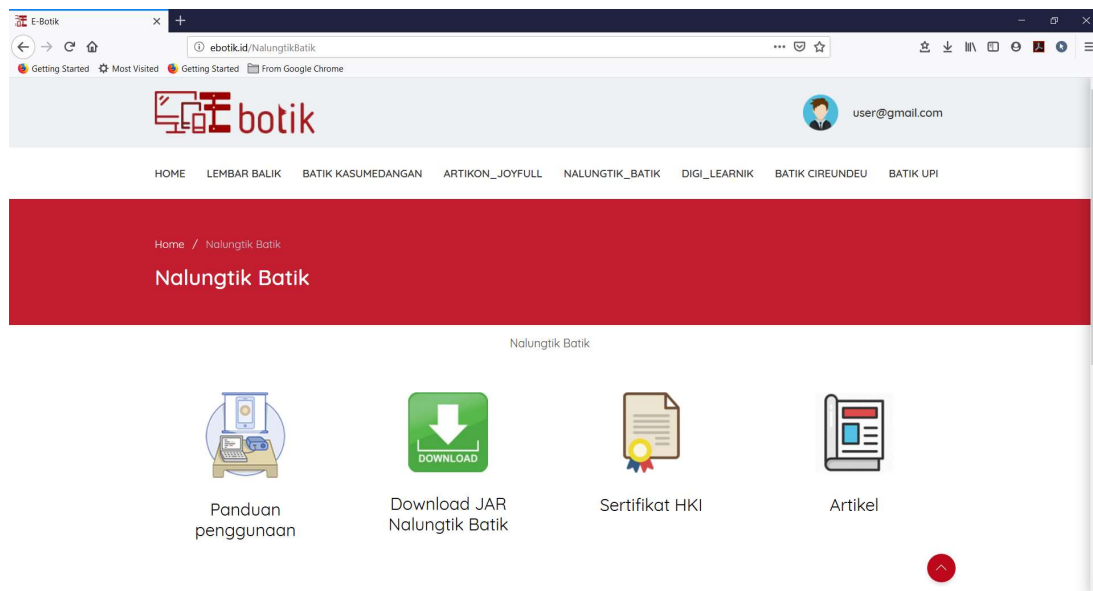 E-Botik
ebotik.id/NalungtikBatik
Getting Started Most Visited Getting Started From Google Chrome
E botik
user@gmail.com
HOME LEMBAR BALIK BATIK KASUMEDANGAN ARTIKON_JOYFULL NALUNGTIK_BATIK DIGI_LEARNIK BATIK CIREUNDEU BATIK UPI
Home / Nalungtik Batik
Nalungtik Batik
Nalungtik Batik
DOWNLOAD
Panduan
penggunaan
Download JAR
Nalungtik Batik
Sertifikat HKI
Artikel